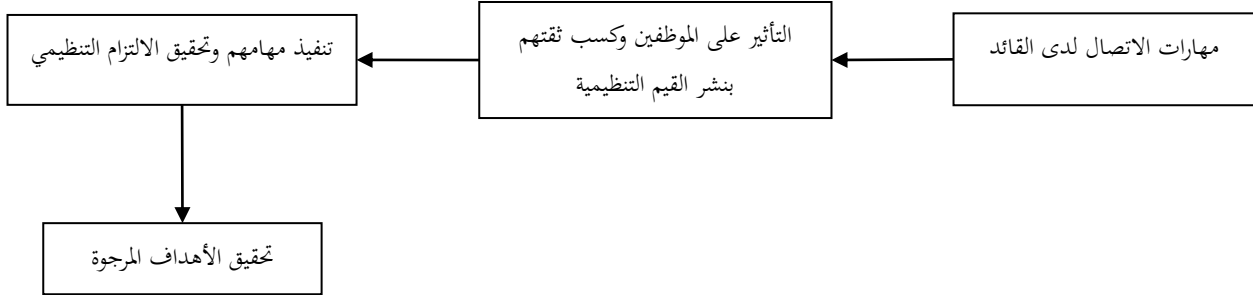 مهارات الاتصال لدى القائد
التأثير على الموظفين وكسب ثقتهم
بنشر القيم التنظيمية
تنفيذ مهامهم وتحقيق الالتزام التنظيمي
تحقيق الأهداف المرجوة